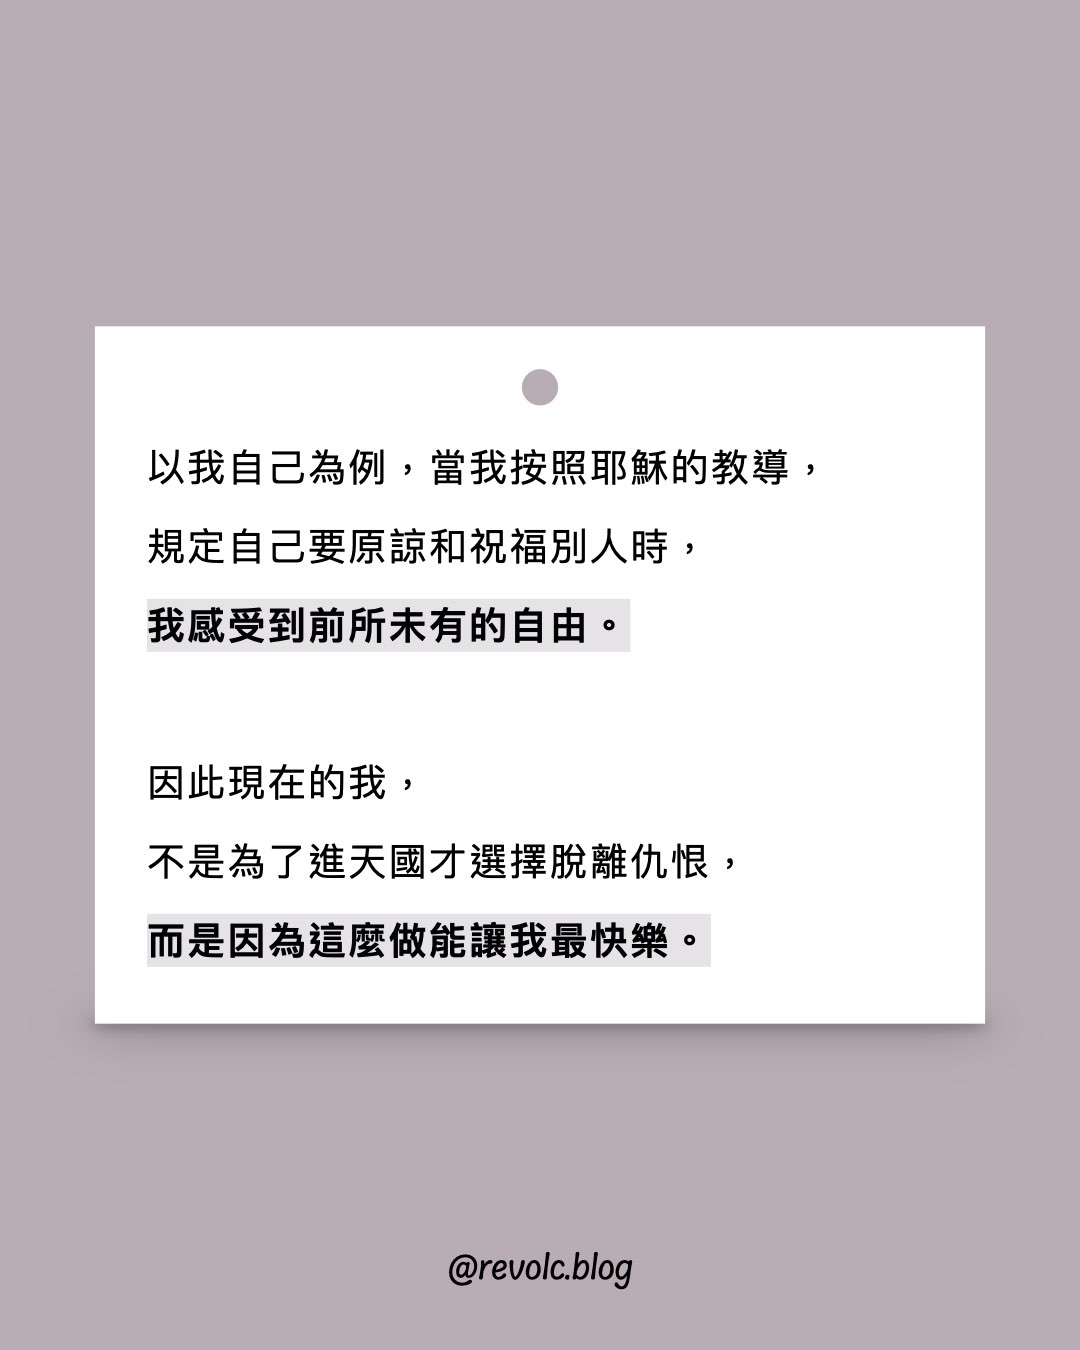 以我自己為例，當我按照耶穌的教導，
規定自己要原諒和祝福別人時，
我感受到前所未有的自由。
因此現在的我，
不是為了進天國才選擇脫離仇恨，
而是因為這麼做能讓我最快樂。
@revolc.blog